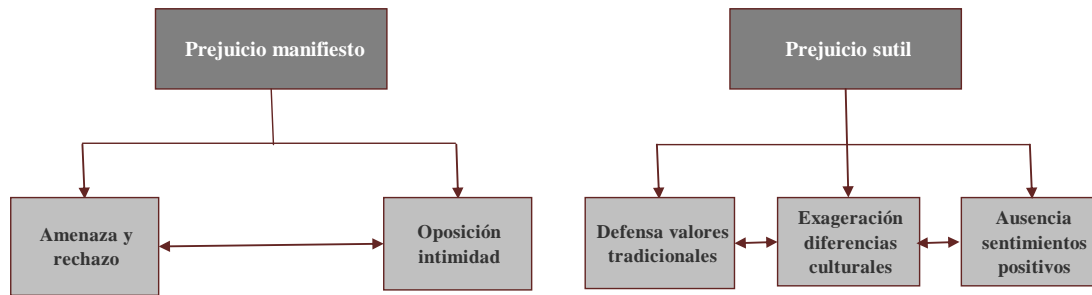 Prejuicio manifiesto
Prejuicio sutil
Amenaza y
rechazo
Oposición
intimidad
Defensa valores
tradicionales
Exageración
diferencias
culturales
Ausencia
sentimientos
positivos